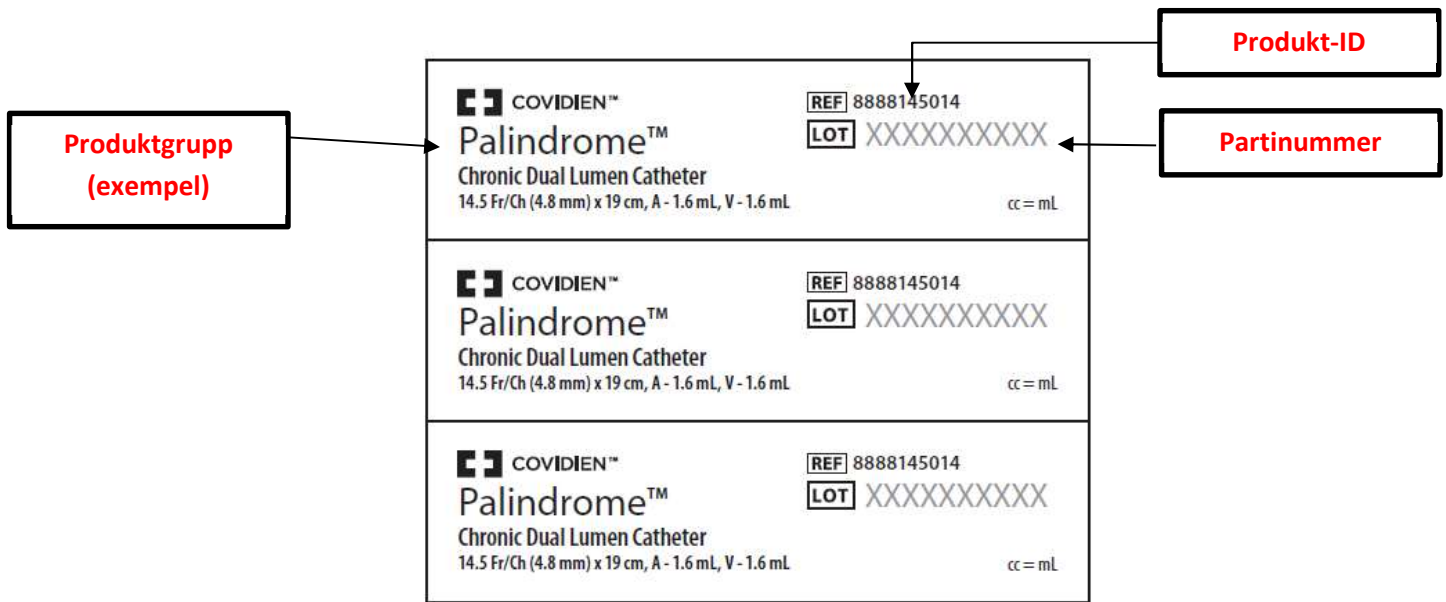 Produkt-ID
Produktgrupp
(exempel)
Partinummer
COVIDIEN™
REF 8888145014
Palindrome™
LOT XXXXXXXXXX
Chronic Dual Lumen Catheter
14.5 Fr/Ch (4.8 mm) x 19 cm, A - 1.6 mL, V - 1.6 mL
cc = mL
COVIDIEN™
REF 8888145014
Palindrome™
LOT XXXXXXXXXX
Chronic Dual Lumen Catheter
14.5 Fr/Ch (4.8 mm) x 19 cm, A - 1.6 mL, V - 1.6 mL
cc = mL
COVIDIEN™
REF 8888145014
Palindrome™
LOT XXXXXXXXXX
Chronic Dual Lumen Catheter
14.5 Fr/Ch (4.8 mm) x 19 cm, A - 1.6 mL, V - 1.6 mL
cc = mL